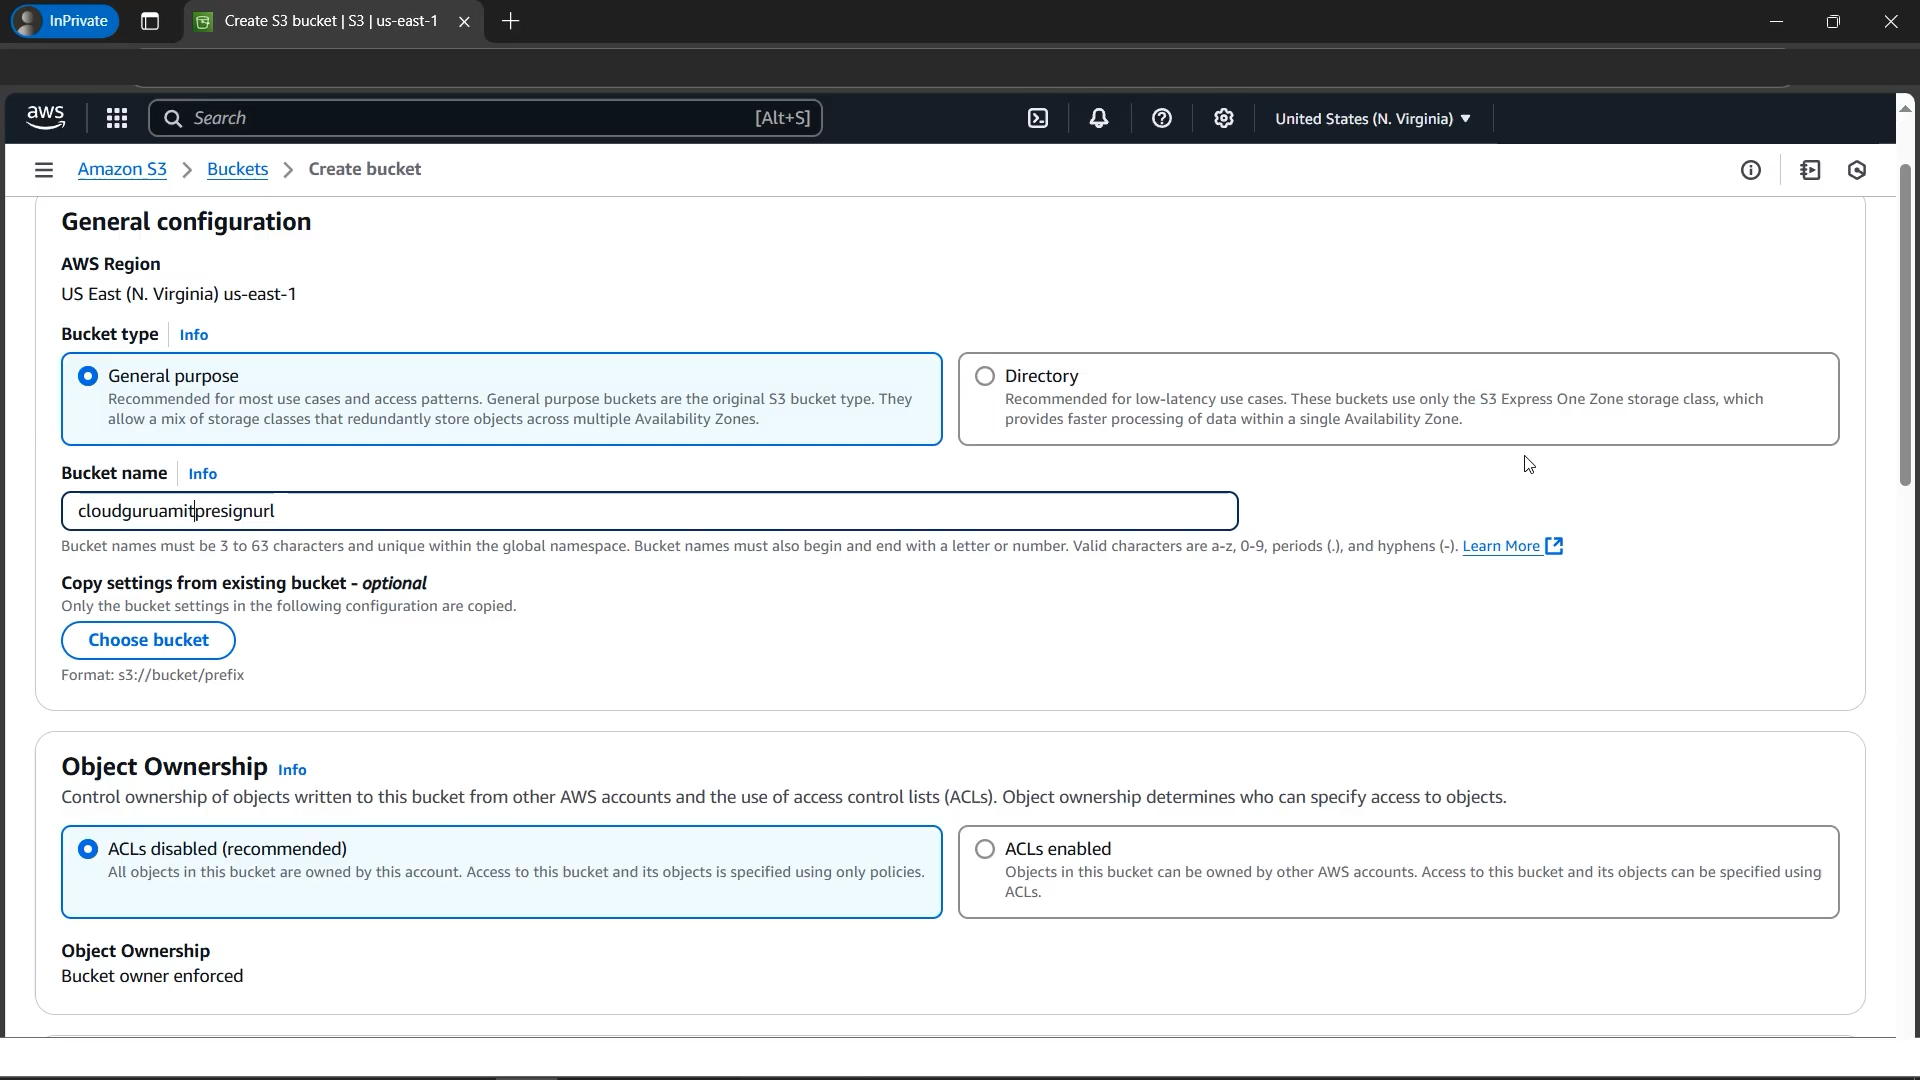 InPrivate
Create S3 bucket | S3 | us-east-1
aws
Search
[Alt+S]
United States (N. Virginia)
Amazon S3
Buckets
Create bucket
General configuration
AWS Region
US East (N. Virginia) us-east-1
Bucket type
Info
General purpose
Recommended for most use cases and access patterns. General purpose buckets are the original S3 bucket type. They
allow a mix of storage classes that redundantly store objects across multiple Availability Zones.
Directory
Recommended for low-latency use cases. These buckets use only the S3 Express One Zone storage class, which
provides faster processing of data within a single Availability Zone.
Bucket name
Info
cloudguruamitpresignurl
Bucket names must be 3 to 63 characters and unique within the global namespace. Bucket names must also begin and end with a letter or number. Valid characters are a-z, 0-9, periods (.), and hyphens (-). Learn More
Copy settings from existing bucket - optional
Only the bucket settings in the following configuration are copied.
Choose bucket
Format: s3://bucket/prefix
Object Ownership
Info
Control ownership of objects written to this bucket from other AWS accounts and the use of access control lists (ACLs). Object ownership determines who can specify access to objects.
ACLs disabled (recommended)
All objects in this bucket are owned by this account. Access to this bucket and its objects is specified using only policies.
ACLs enabled
Objects in this bucket can be owned by other AWS accounts. Access to this bucket and its objects can be specified using
ACLs.
Object Ownership
Bucket owner enforced